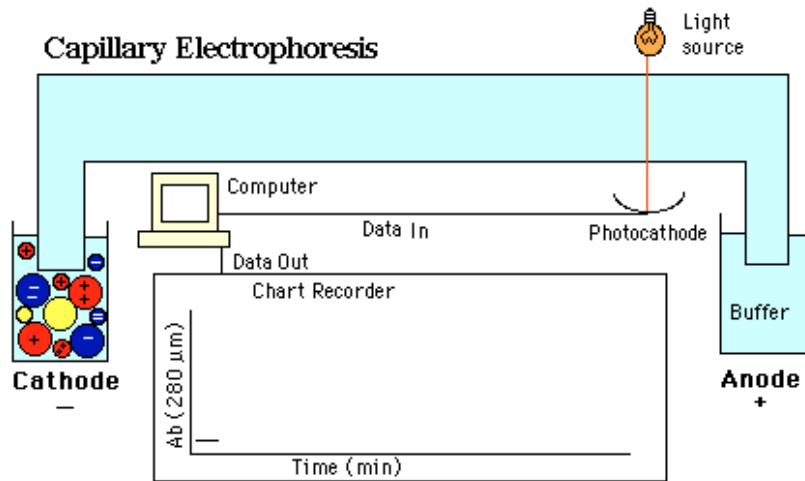 Capillary Electrophoresis
Light
source
Computer
Data In
Photocathode
Data Out
Chart Recorder
Buffer
Cathode
−
Anode
+
Ab (280 µm)
Time (min)